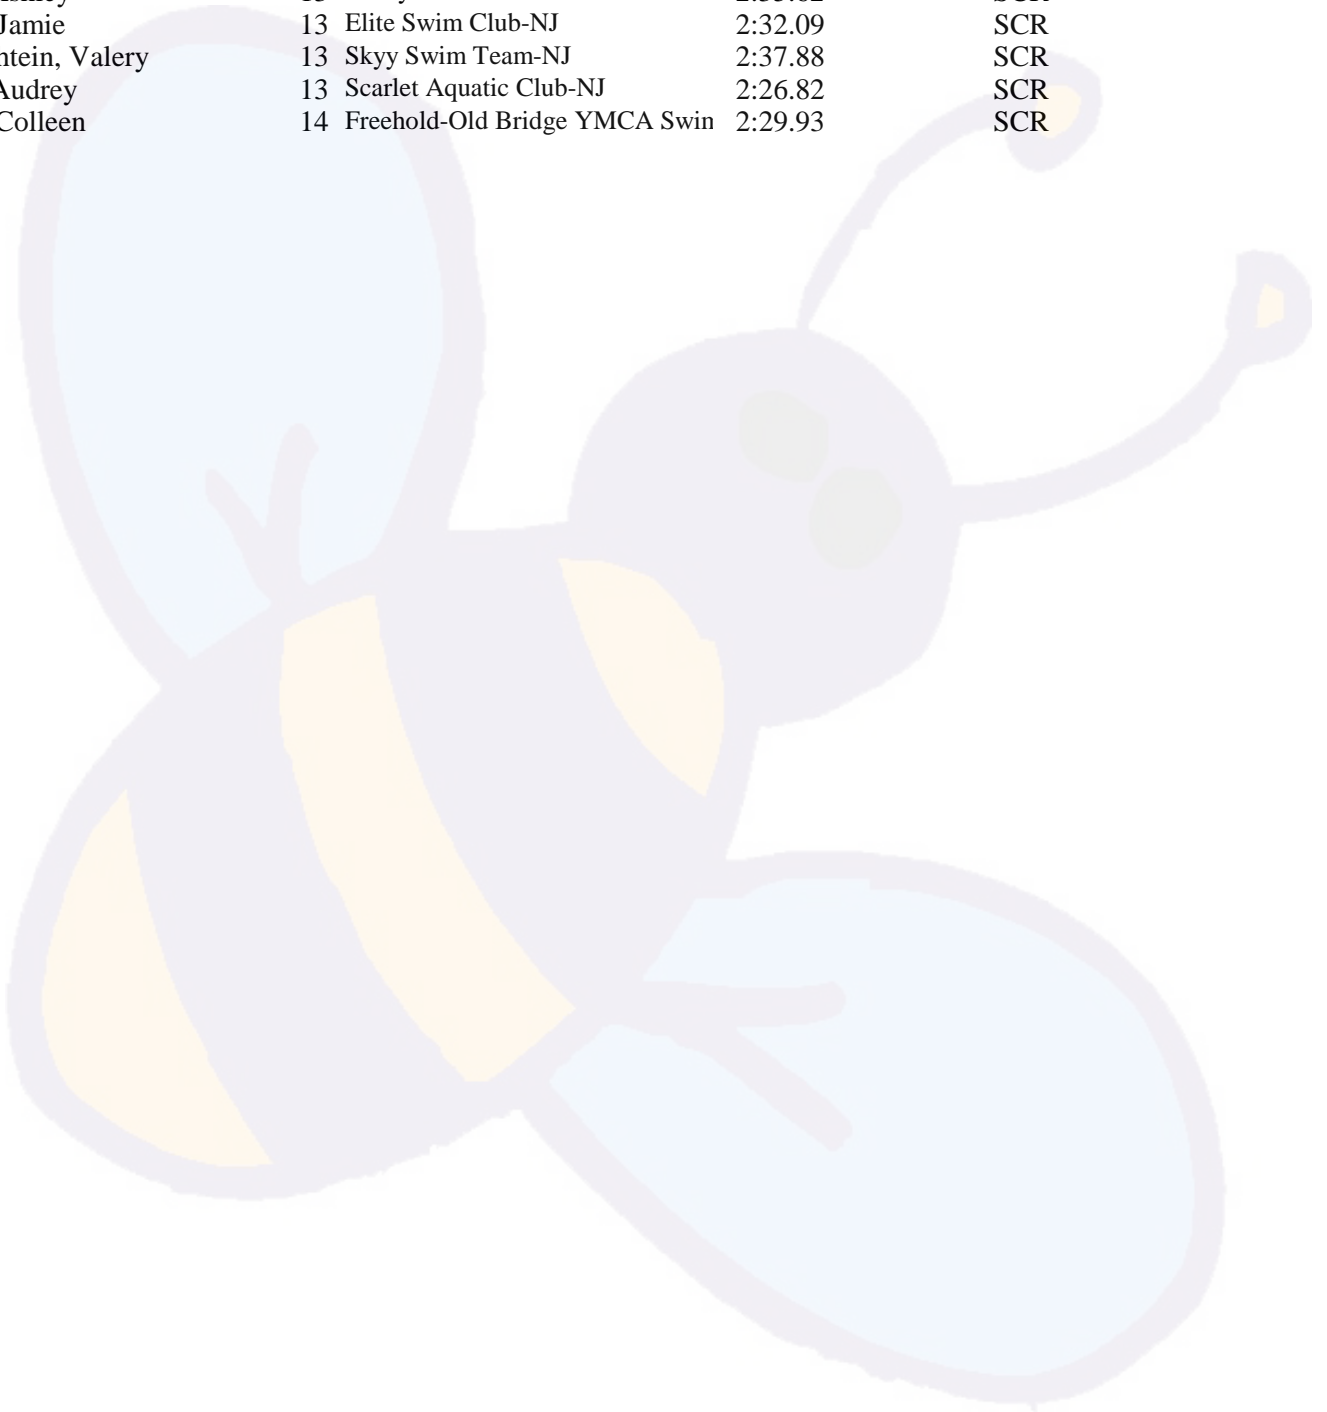 Jamie 13 Elite Swim Club-NJ 2:32.09 SCR
ntein, Valery 13 Skyy Swim Team-NJ 2:37.88 SCR
Audrey 13 Scarlet Aquatic Club-NJ 2:26.82 SCR
Colleen 14 Freehold-Old Bridge YMCA Swin 2:29.93 SCR